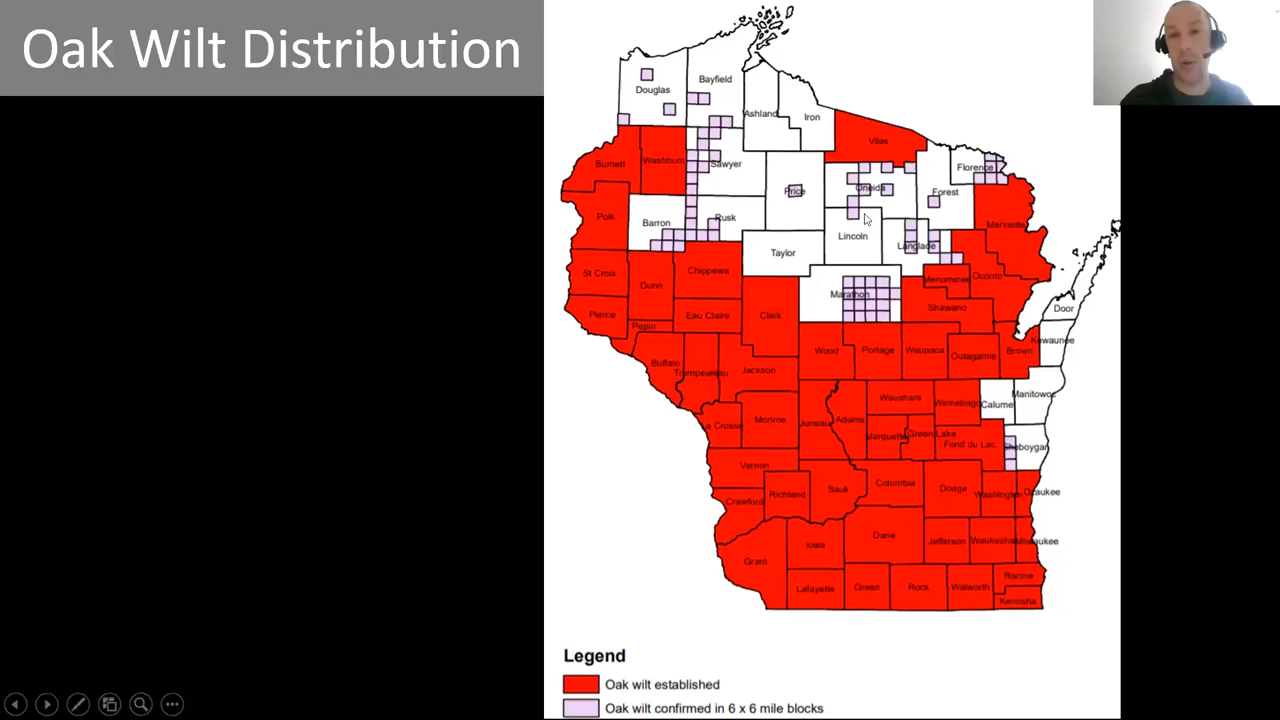 Oak Wilt Distribution
Bayfield
Douglas
Ashland
Iron
Vilas
Burnett
Washburn
Sawyer
Florence
Price
Oneida
Forest
Polk
Barron
Rusk
Marinette
Lincoln
Langlade
Taylor
St Croix
Chippewa
Dunn
Menominee
Oconto
Marathon
Shawano
Door
Pierce
Eau Claire
Clark
Pepin
Kewaunee
Wood
Portage
Waupaca
Outagamie
Brown
Buffalo
Trempealeau
Jackson
Manitowoc
Waushara
Winnebago
Calume
La Crosse
Monroe
Juneau
Adams
Marquette
Green Lake
Fond du Lac
Sheboygan
Vernon
Columbia
Dodge
Sauk
Richland
Crawford
Washington
Ozaukee
Iowa
Dane
Jefferson
Waukesha
Milwaukee
Grant
Lafayette
Green
Rock
Walworth
Racine
Kenosha
Legend
Oak wilt established
Oak wilt confirmed in 6 x 6 mile blocks